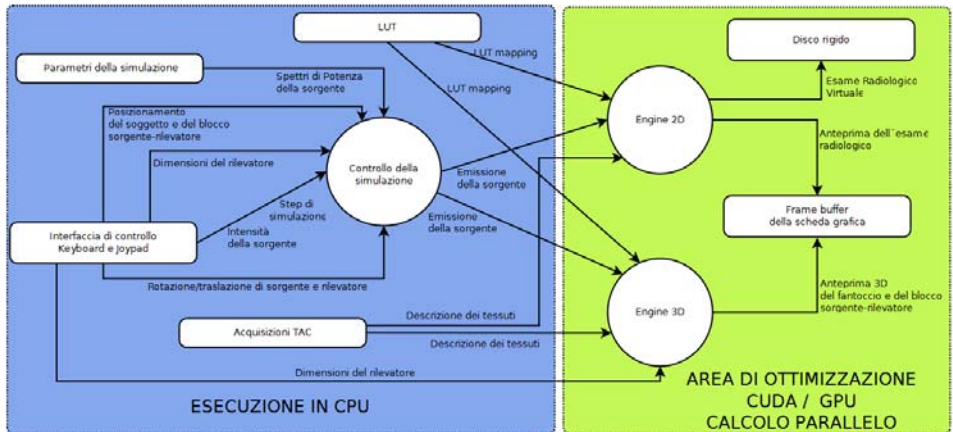 LUT
Disco rigido
LUT mapping
Parametri della simulazione
Spettri di Potenza
della sorgente
LUT mapping
Esame Radiologico
Virtuale
Posizionamento
del soggetto e del blocco
sorgente-rilevatore
Engine 2D
Anteprima dell´esame
radiologico
Dimensioni del rilevatore
Controllo della
simulazione
Emissione
della sorgente
Step di
simulazione
Emissione
della sorgente
Frame buffer
della scheda grafica
Interfaccia di controllo
Keyboard e Joypad
Intensità
della sorgente
Rotazione/traslazione di sorgente e rilevatore
Anteprima 3D
del fantoccio e del blocco
sorgente-rilevatore
Engine 3D
Descrizione dei tessuti
Acquisizioni TAC
Descrizione dei tessuti
Dimensioni del rilevatore
ESECUZIONE IN CPU
AREA DI OTTIMIZZAZIONE
CUDA / GPU
CALCOLO PARALLELO